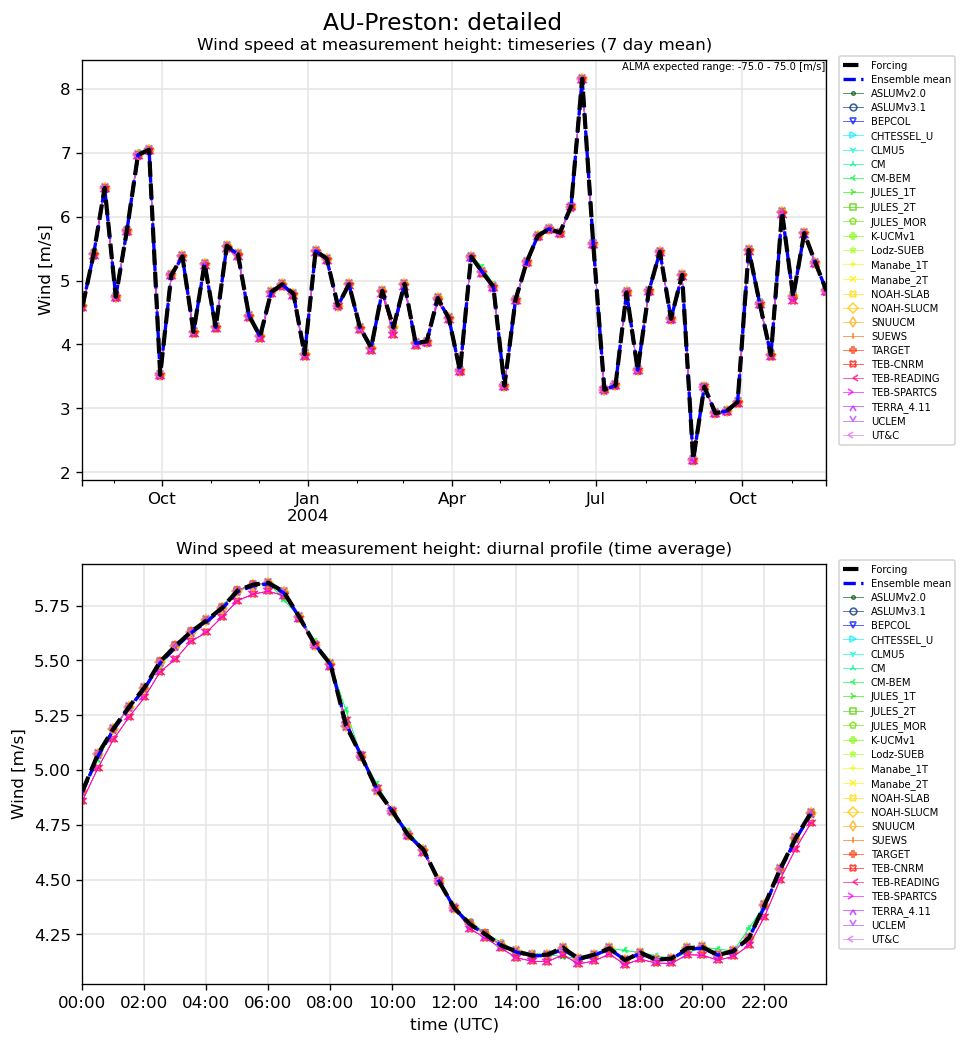 AU-Preston: detailed
Wind speed at measurement height: timeseries (7 day mean)
ALMA expected range: -75.0 - 75.0 [m/s]
Wind [m/s]
8
7
6
5
4
3
2
Oct
Jan
2004
Apr
Jul
Oct
Forcing
Ensemble mean
ASLUMv2.0
ASLUMv3.1
BEPCOL
CHTESSEL_U
CLMU5
CM
CM-BEM
JULES_1T
JULES_2T
JULES_MOR
K-UCMv1
Lodz-SUEB
Manabe_1T
Manabe_2T
NOAH-SLAB
NOAH-SLUCM
SNUUCM
SUEWS
TARGET
TEB-CNRM
TEB-READING
TEB-SPARTCS
TERRA_4.11
UCLEM
UT&C
Wind speed at measurement height: diurnal profile (time average)
Wind [m/s]
5.75
5.50
5.25
5.00
4.75
4.50
4.25
00:00 02:00 04:00 06:00 08:00 10:00 12:00 14:00 16:00 18:00 20:00 22:00
time (UTC)
Forcing
Ensemble mean
ASLUMv2.0
ASLUMv3.1
BEPCOL
CHTESSEL_U
CLMU5
CM
CM-BEM
JULES_1T
JULES_2T
JULES_MOR
K-UCMv1
Lodz-SUEB
Manabe_1T
Manabe_2T
NOAH-SLAB
NOAH-SLUCM
SNUUCM
SUEWS
TARGET
TEB-CNRM
TEB-READING
TEB-SPARTCS
TERRA_4.11
UCLEM
UT&C